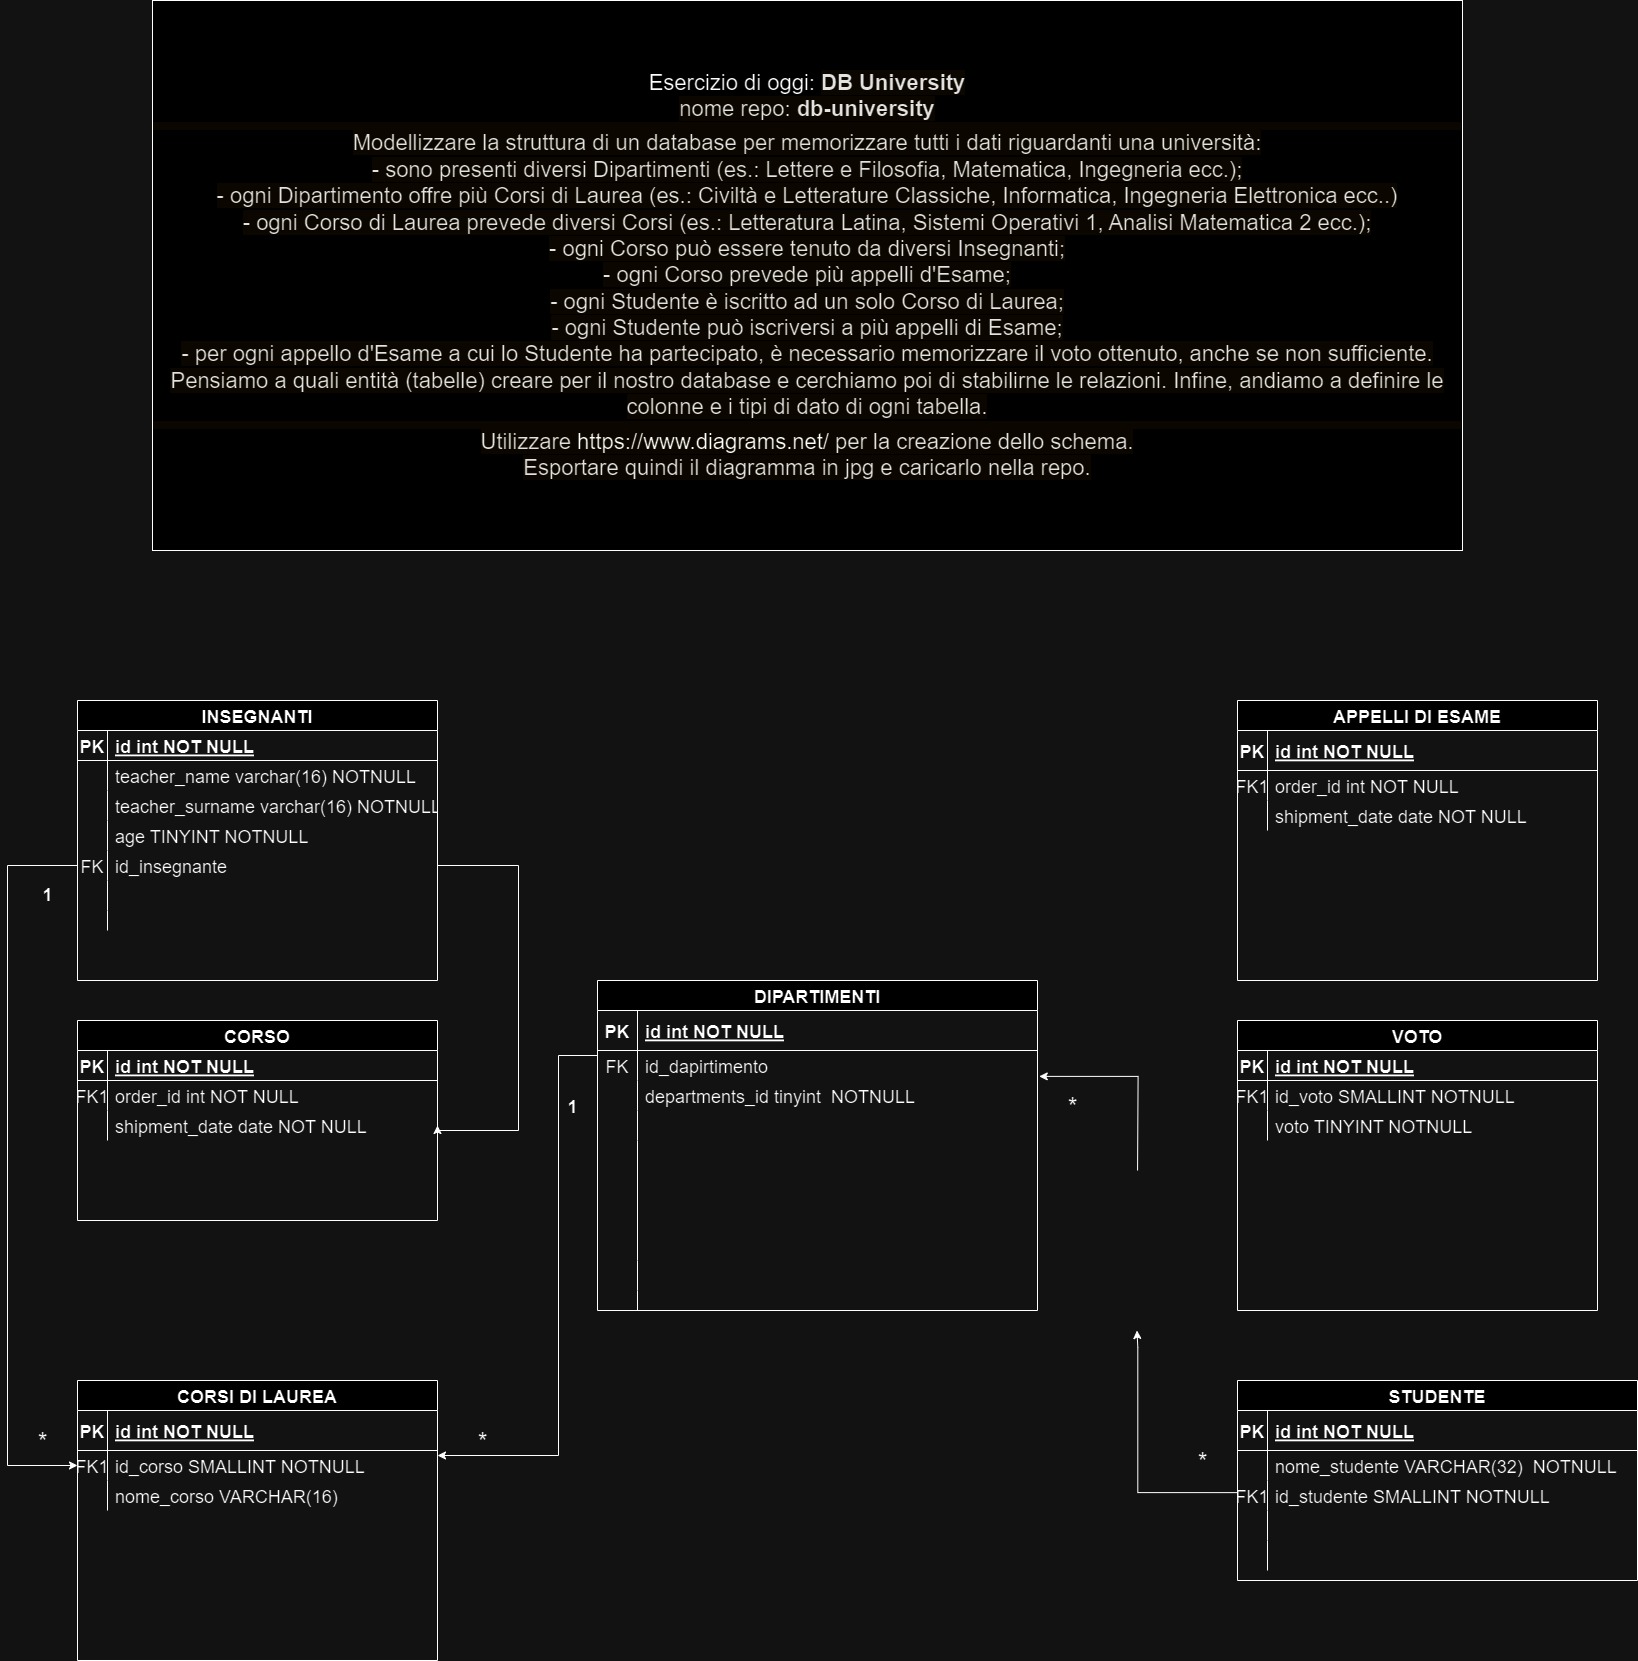 Esercizio di oggi: DB University
nome repo: db-university
Modellizzare la struttura di un database per memorizzare tutti i dati riguardanti una università:
- sono presenti diversi Dipartimenti (es.: Lettere e Filosofia, Matematica, Ingegneria ecc.);
- ogni Dipartimento offre più Corsi di Laurea (es.: Civiltà e Letterature Classiche, Informatica, Ingegneria Elettronica ecc..)
- ogni Corso di Laurea prevede diversi Corsi (es.: Letteratura Latina, Sistemi Operativi 1, Analisi Matematica 2 ecc.);
- ogni Corso può essere tenuto da diversi Insegnanti;
- ogni Corso prevede più appelli d'Esame;
- ogni Studente è iscritto ad un solo Corso di Laurea;
- ogni Studente può iscriversi a più appelli di Esame;
- per ogni appello d'Esame a cui lo Studente ha partecipato, è necessario memorizzare il voto ottenuto, anche se non sufficiente.
Pensiamo a quali entità (tabelle) creare per il nostro database e cerchiamo poi di stabilirne le relazioni. Infine, andiamo a definire le
colonne e i tipi di dato di ogni tabella.
Utilizzare https://www.diagrams.net/ per la creazione dello schema.
Esportare quindi il diagramma in jpg e caricarlo nella repo.
INSEGNANTI
PK id int NOT NULL
teacher_name varchar(16) NOTNULL
teacher_surname varchar(16) NOTNULL
age TINYINT NOTNULL
FK id_insegnante
1
APPELLI DI ESAME
PK id int NOT NULL
FK1 order_id int NOT NULL
shipment_date date NOT NULL
CORSO
PK id int NOT NULL
FK1 order_id int NOT NULL
shipment_date date NOT NULL
DIPARTIMENTI
PK id int NOT NULL
FK id_dapirtimento
departments_id tinyint  NOTNULL
1
*
VOTO
PK id int NOT NULL
FK1 id_voto SMALLINT NOTNULL
voto TINYINT NOTNULL
CORSI DI LAUREA
PK id int NOT NULL
FK1 id_corso SMALLINT NOTNULL
nome_corso VARCHAR(16)
*
*
STUDENTE
PK id int NOT NULL
nome_studente VARCHAR(32)  NOTNULL
FK1 id_studente SMALLINT NOTNULL
*